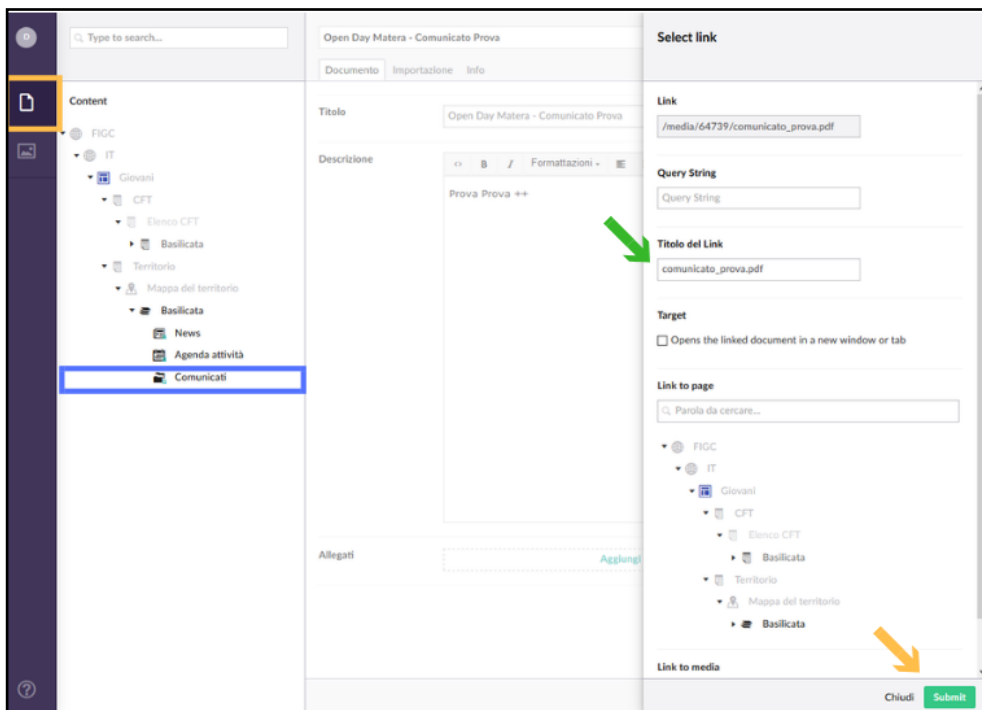 D
Type to search...
Content
FIGC
IT
Giovani
CFT
Elenco CFT
Basilicata
Territorio
Mappa del territorio
Basilicata
News
Agenda attività
Comunicati
Open Day Matera - Comunicato Prova
Documento Importazione Info
Titolo
Open Day Matera - Comunicato Prova
Descrizione
B I Formattazioni
Prova Prova ++
Allegati
Aggiungi
Select link
Link
/media/64739/comunicato_prova.pdf
Query String
Query String
Titolo del Link
comunicato_prova.pdf
Target
Opens the linked document in a new window or tab
Link to page
Parola da cercare...
FIGC
IT
Giovani
CFT
Elenco CFT
Basilicata
Territorio
Mappa del territorio
Basilicata
Link to media
Chiudi Submit